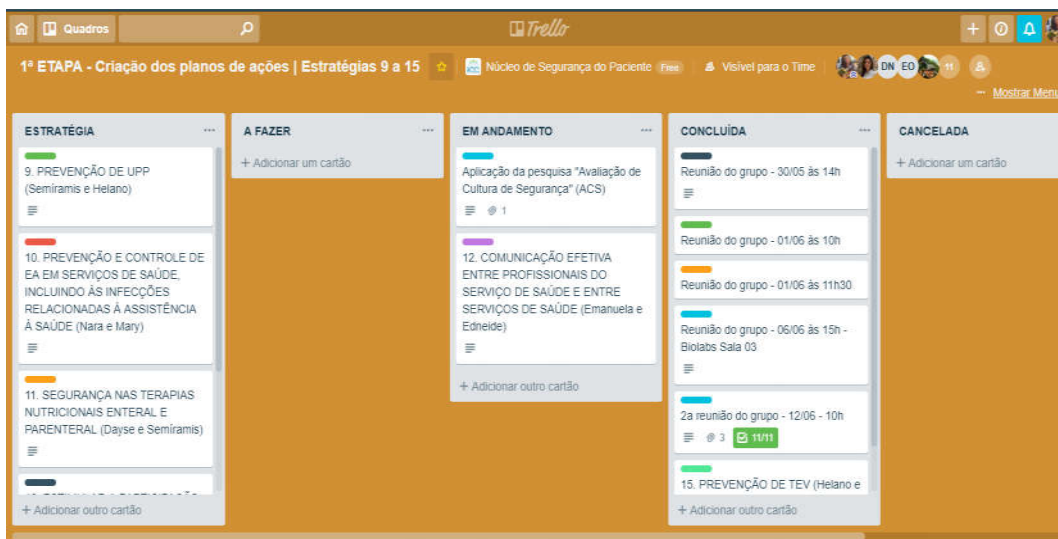 Quadros
Trello
1ª ETAPA - Criação dos planos de ações | Estratégias 9 a 15
Núcleo de Segurança do Paciente Free
Visível para o Time
DN EO 11
Mostrar Menu
ESTRATÉGIA
9. PREVENÇÃO DE UPP
(Semíramis e Helano)
10. PREVENÇÃO E CONTROLE DE
EA EM SERVIÇOS DE SAÚDE,
INCLUINDO ÀS INFECÇÕES
RELACIONADAS À ASSISTÊNCIA
À SAÚDE (Nara e Mary)
11. SEGURANÇA NAS TERAPIAS
NUTRICIONAIS ENTERAL E
PARENTERAL (Dayse e Semíramis)
+ Adicionar outro cartão
A FAZER
+ Adicionar um cartão
EM ANDAMENTO
Aplicação da pesquisa "Avaliação de
Cultura de Segurança" (ACS)
1
12. COMUNICAÇÃO EFETIVA
ENTRE PROFISSIONAIS DO
SERVIÇO DE SAÚDE E ENTRE
SERVIÇOS DE SAÚDE (Emanuela e
Edneide)
+ Adicionar outro cartão
CONCLUÍDA
Reunião do grupo - 30/05 às 14h
Reunião do grupo - 01/06 às 10h
Reunião do grupo - 01/06 às 11h30
Reunião do grupo - 06/06 às 15h -
Biolabs Sala 03
2a reunião do grupo - 12/06 - 10h
3 11/11
15. PREVENÇÃO DE TEV (Helano e
+ Adicionar outro cartão
CANCELADA
+ Adicionar um cartão